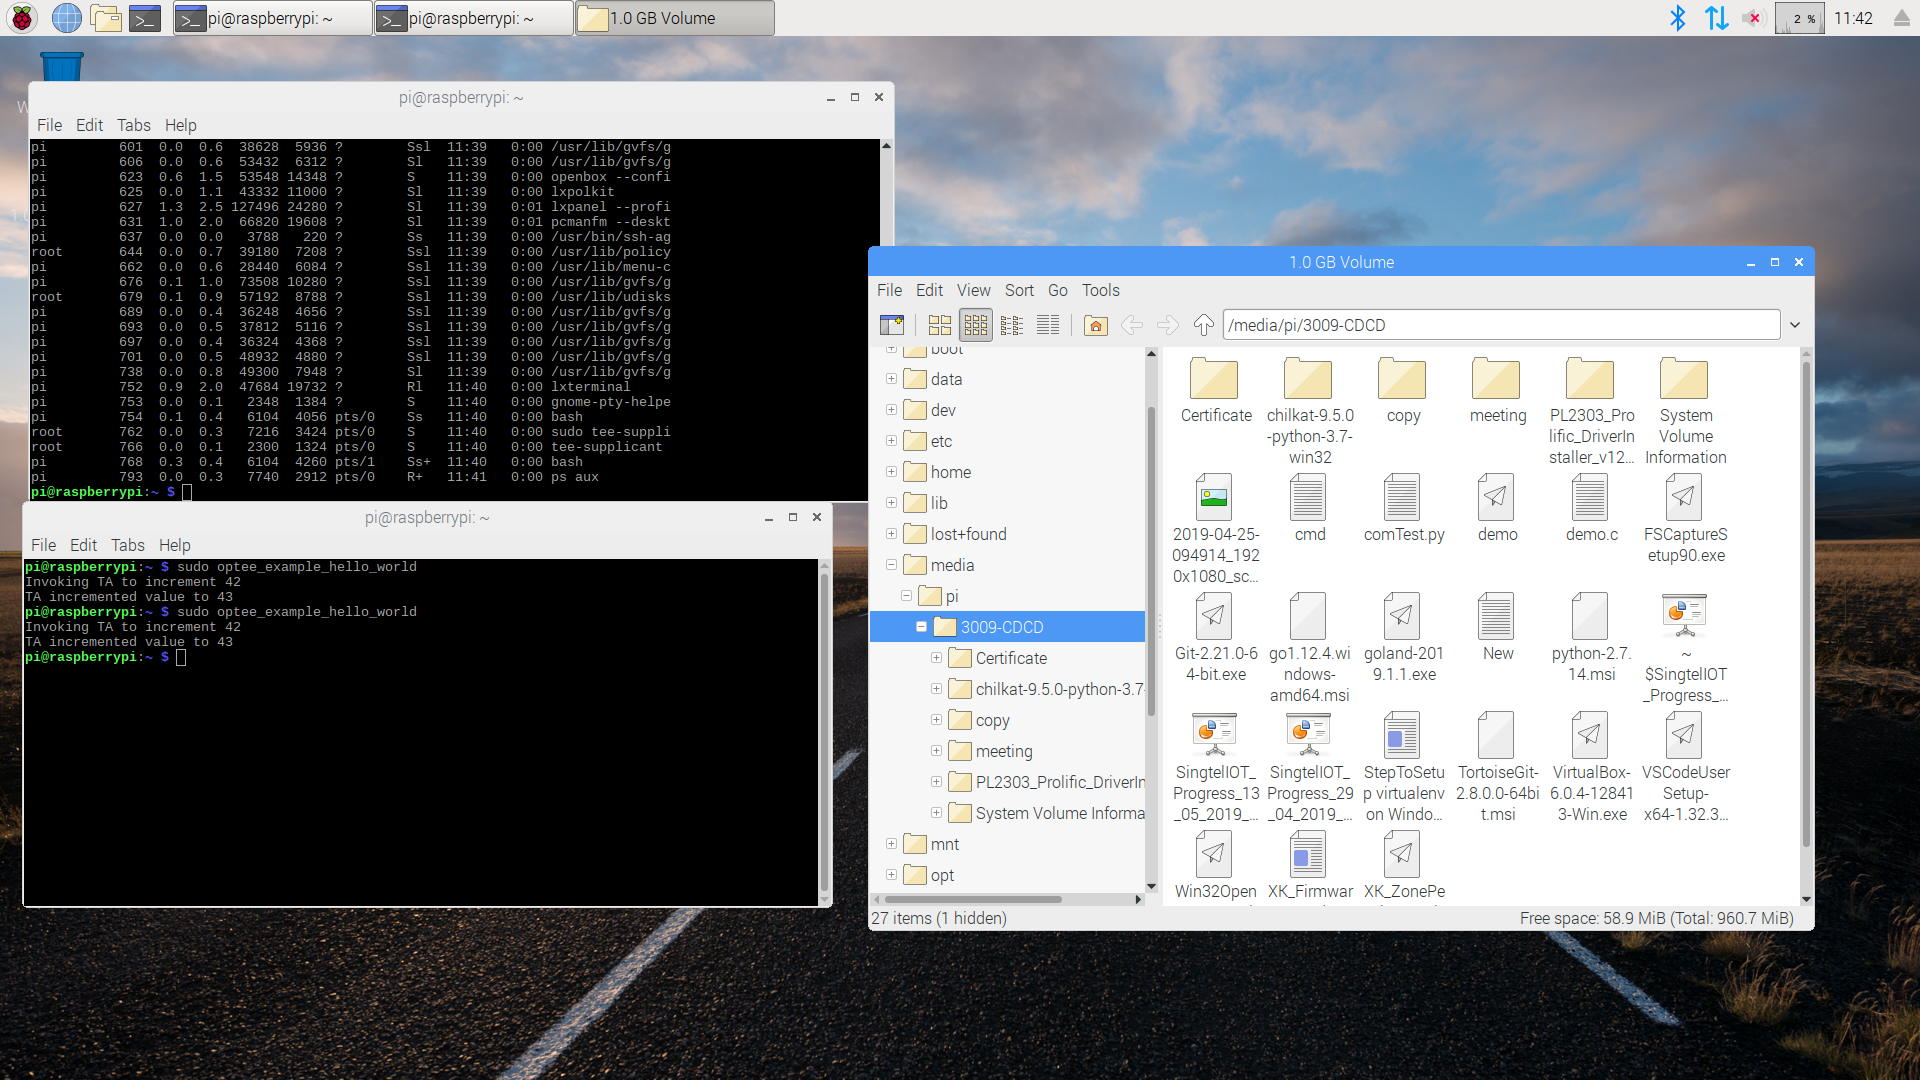 pi@raspberrypi: ~
pi@raspberrypi: ~
1.0 GB Volume
2 %
11:42
pi@raspberrypi: ~
File Edit Tabs Help
pi 601 0.0 0.6 38628 5936 ? Ssl 11:39 0:00 /usr/lib/gvfs/g
pi 606 0.0 0.6 53432 6312 ? Sl 11:39 0:00 /usr/lib/gvfs/g
pi 623 0.6 1.5 53548 14348 ? S 11:39 0:00 openbox --confi
pi 625 0.0 1.1 43332 11000 ? Sl 11:39 0:00 lxpolkit
pi 627 1.3 2.5 127496 24280 ? Sl 11:39 0:01 lxpanel --profi
pi 631 1.0 2.0 66820 19608 ? Sl 11:39 0:01 pcmanfm --deskt
pi 637 0.0 0.0 3788 220 ? Ss 11:39 0:00 /usr/bin/ssh-ag
root 644 0.0 0.7 39180 7208 ? Ssl 11:39 0:00 /usr/lib/policy
pi 662 0.0 0.6 28440 6084 ? Ssl 11:39 0:00 /usr/lib/menu-c
pi 676 0.1 1.0 73508 10280 ? Ssl 11:39 0:00 /usr/lib/gvfs/g
root 679 0.1 0.9 57192 8788 ? Ssl 11:39 0:00 /usr/lib/udisks
pi 689 0.0 0.4 36248 4656 ? Ssl 11:39 0:00 /usr/lib/gvfs/g
pi 693 0.0 0.5 37812 5116 ? Ssl 11:39 0:00 /usr/lib/gvfs/g
pi 697 0.0 0.4 36324 4368 ? Ssl 11:39 0:00 /usr/lib/gvfs/g
pi 701 0.0 0.5 48932 4880 ? Ssl 11:39 0:00 /usr/lib/gvfs/g
pi 738 0.0 0.8 49300 7948 ? Sl 11:39 0:00 /usr/lib/gvfs/g
pi 752 0.9 2.0 47684 19732 ? Rl 11:40 0:00 lxterminal
pi 753 0.0 0.1 2348 1384 ? S 11:40 0:00 gnome-pty-helpe
pi 754 0.1 0.4 6104 4056 pts/0 Ss 11:40 0:00 bash
root 762 0.0 0.3 7216 3424 pts/0 S 11:40 0:00 sudo tee-suppli
root 766 0.0 0.1 2300 1324 pts/0 S 11:40 0:00 tee-supplicant
pi 768 0.3 0.4 6104 4260 pts/1 Ss+ 11:40 0:00 bash
pi 793 0.0 0.3 7740 2912 pts/0 R+ 11:41 0:00 ps aux
pi@raspberrypi:~ $
pi@raspberrypi: ~
File Edit Tabs Help
pi@raspberrypi:~ $ sudo optee_example_hello_world
Invoking TA to increment 42
TA incremented value to 43
pi@raspberrypi:~ $ sudo optee_example_hello_world
Invoking TA to increment 42
TA incremented value to 43
pi@raspberrypi:~ $
1.0 GB Volume
File Edit View Sort Go Tools
/media/pi/3009-CDCD
boot
data
dev
etc
home
lib
lost+found
media
pi
3009-CDCD
Certificate
chilkat-9.5.0-python-3.7-
copy
meeting
PL2303_Prolific_DriverIn
System Volume Informa
mnt
opt
Certificate
chilkat-9.5.0
-python-3.7-
win32
copy
meeting
PL2303_Pro
lific_DriverIn
staller_v12...
System
Volume
Information
2019-04-25-
094914_192
0x1080_sc...
cmd
comTest.py
demo
demo.c
FSCaptureS
etup90.exe
Git-2.21.0-6
4-bit.exe
go1.12.4.wi
ndows-
amd64.msi
goland-201
9.1.1.exe
New
python-2.7.
14.msi
~
$SingtelIOT
_Progress_...
SingtelIOT_
Progress_13
_05_2019_...
SingtelIOT_
Progress_29
_04_2019_...
StepToSetu
p virtualenv
on Windo...
TortoiseGit-
2.8.0.0-64bi
t.msi
VirtualBox-
6.0.4-12841
3-Win.exe
VSCodeUser
Setup-
x64-1.32.3...
Win32Open
XK_Firmwar
XK_ZonePe
27 items (1 hidden)
Free space: 58.9 MiB (Total: 960.7 MiB)